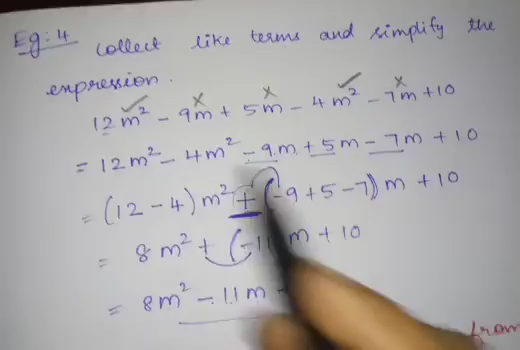 Eg: 4 collect like terms and simplify the
expression.
12m² - 9m + 5m - 4m² - 7m + 10
= 12m² - 4m² - 9m + 5m - 7m + 10
= (12 - 4) m² + (-9 + 5 - 7) m + 10
= 8m² + (-11 m + 10
= 8m² - 11m
from